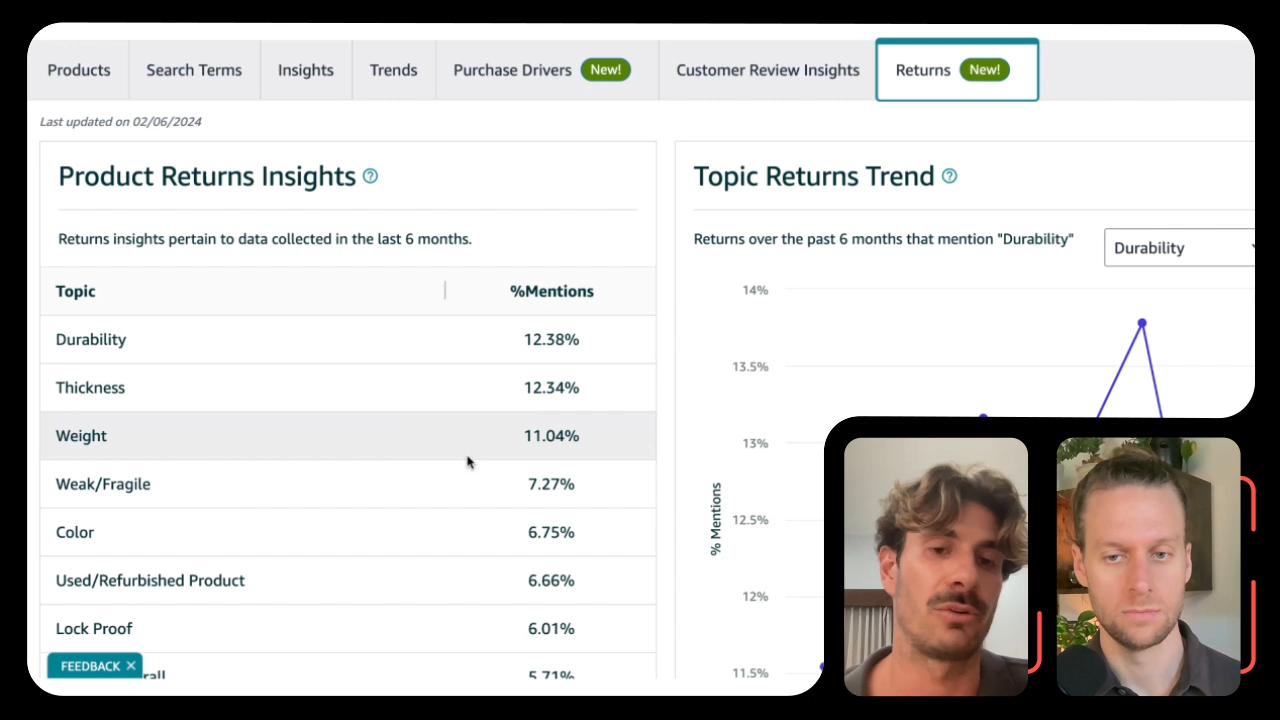 Products Search Terms Insights Trends Purchase Drivers New! Customer Review Insights Returns New!
Last updated on 02/06/2024
Product Returns Insights ?
Returns insights pertain to data collected in the last 6 months.
Topic %Mentions
Durability 12.38%
Thickness 12.34%
Weight 11.04%
Weak/Fragile 7.27%
Color 6.75%
Used/Refurbished Product 6.66%
Lock Proof 6.01%
rall 5.71%
FEEDBACK ×
Topic Returns Trend ?
Returns over the past 6 months that mention "Durability"
Durability
14%
13.5%
13%
12.5%
12%
11.5%
% Mentions